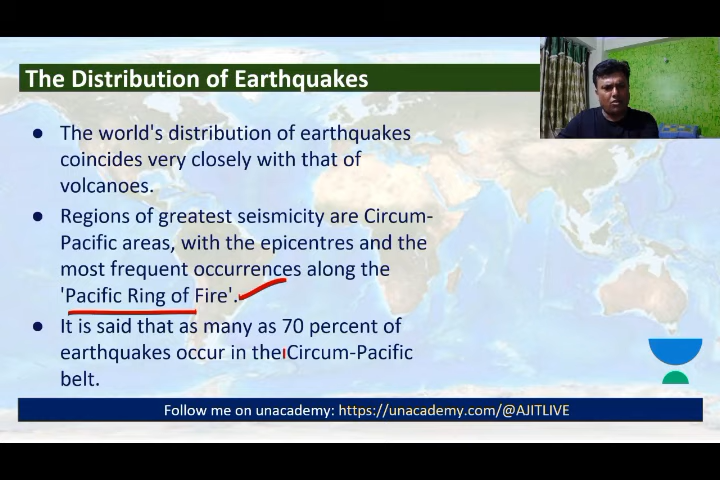 The Distribution of Earthquakes
● The world's distribution of earthquakes
coincides very closely with that of
volcanoes.
● Regions of greatest seismicity are Circum-
Pacific areas, with the epicentres and the
most frequent occurrences along the
'Pacific Ring of Fire'.
● It is said that as many as 70 percent of
earthquakes occur in the Circum-Pacific
belt.
Follow me on unacademy: https://unacademy.com/@AJITLIVE